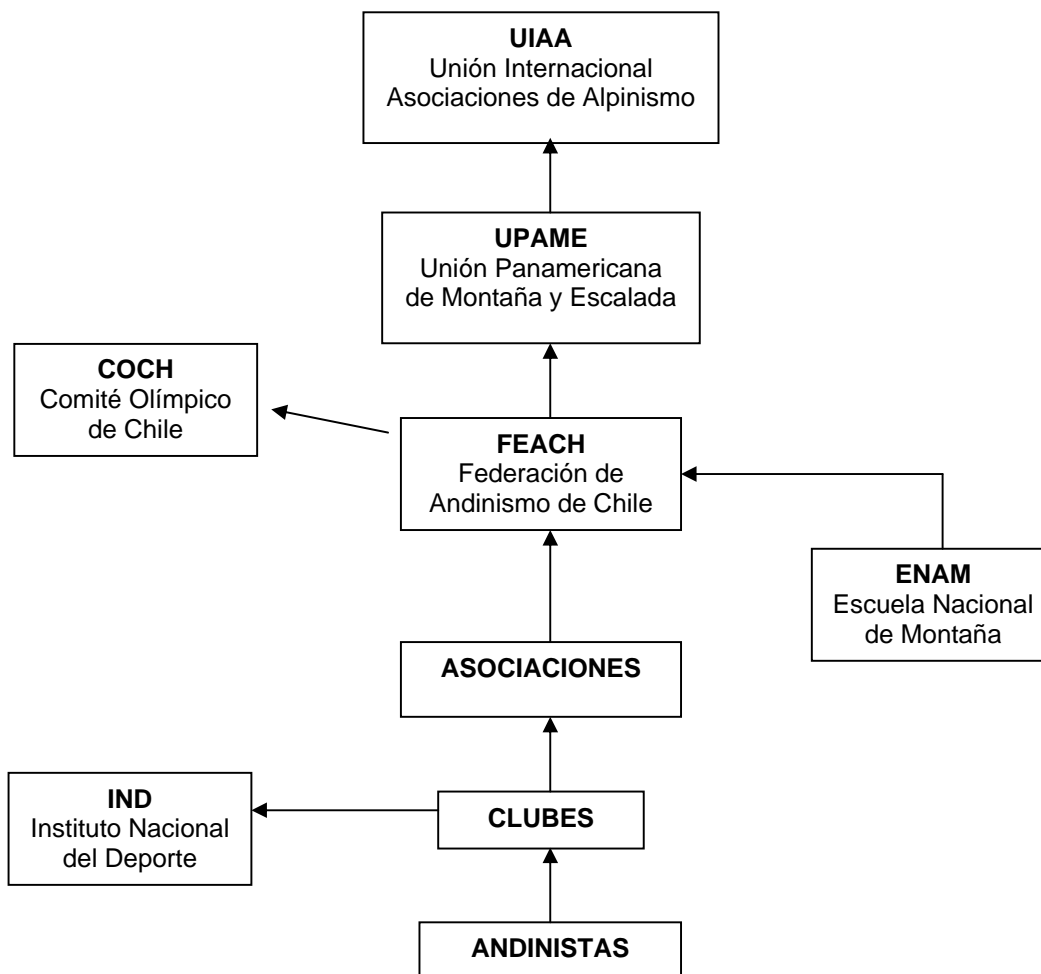 UIAA
Unión Internacional
Asociaciones de Alpinismo
UPAME
Unión Panamericana
de Montaña y Escalada
COCH
Comité Olímpico
de Chile
FEACH
Federación de
Andinismo de Chile
ENAM
Escuela Nacional
de Montaña
ASOCIACIONES
IND
Instituto Nacional
del Deporte
CLUBES
ANDINISTAS